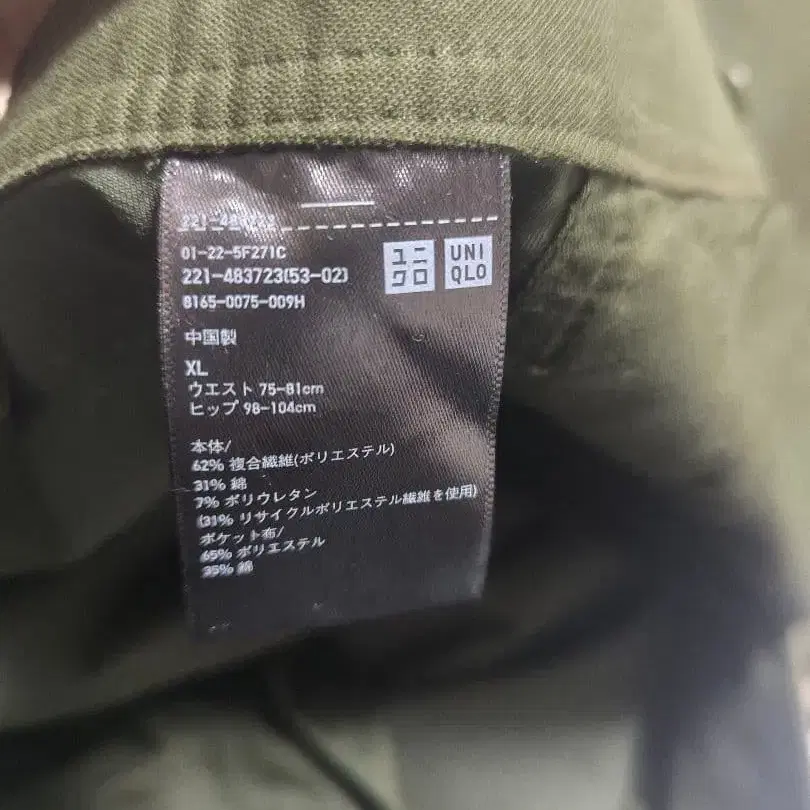 01-22-5F271C
221-483723(53-02)
8165-0075-009H
ユニ
クロ
UNI
QLO
中国製
XL
ウエスト 75-81cm
ヒップ 98-104cm
本体/
62% 複合繊維(ポリエステル)
31% 綿
7% ポリウレタン
(31% リサイクルポリエステル繊維を使用)
ポケット布/
65% ポリエステル
35% 綿